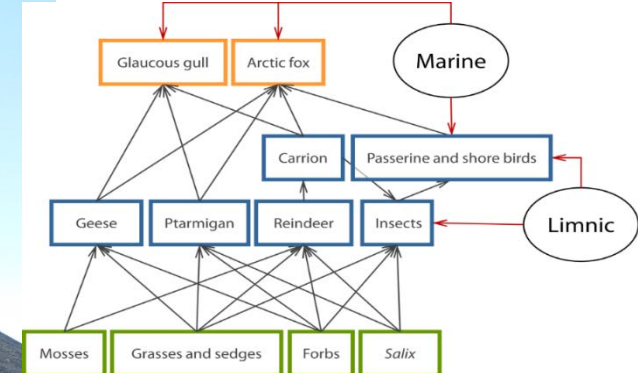 Glaucous gull
Arctic fox
Marine
Carrion
Passerine and shore birds
Geese
Ptarmigan
Reindeer
Insects
Limnic
Mosses
Grasses and sedges
Forbs
Salix